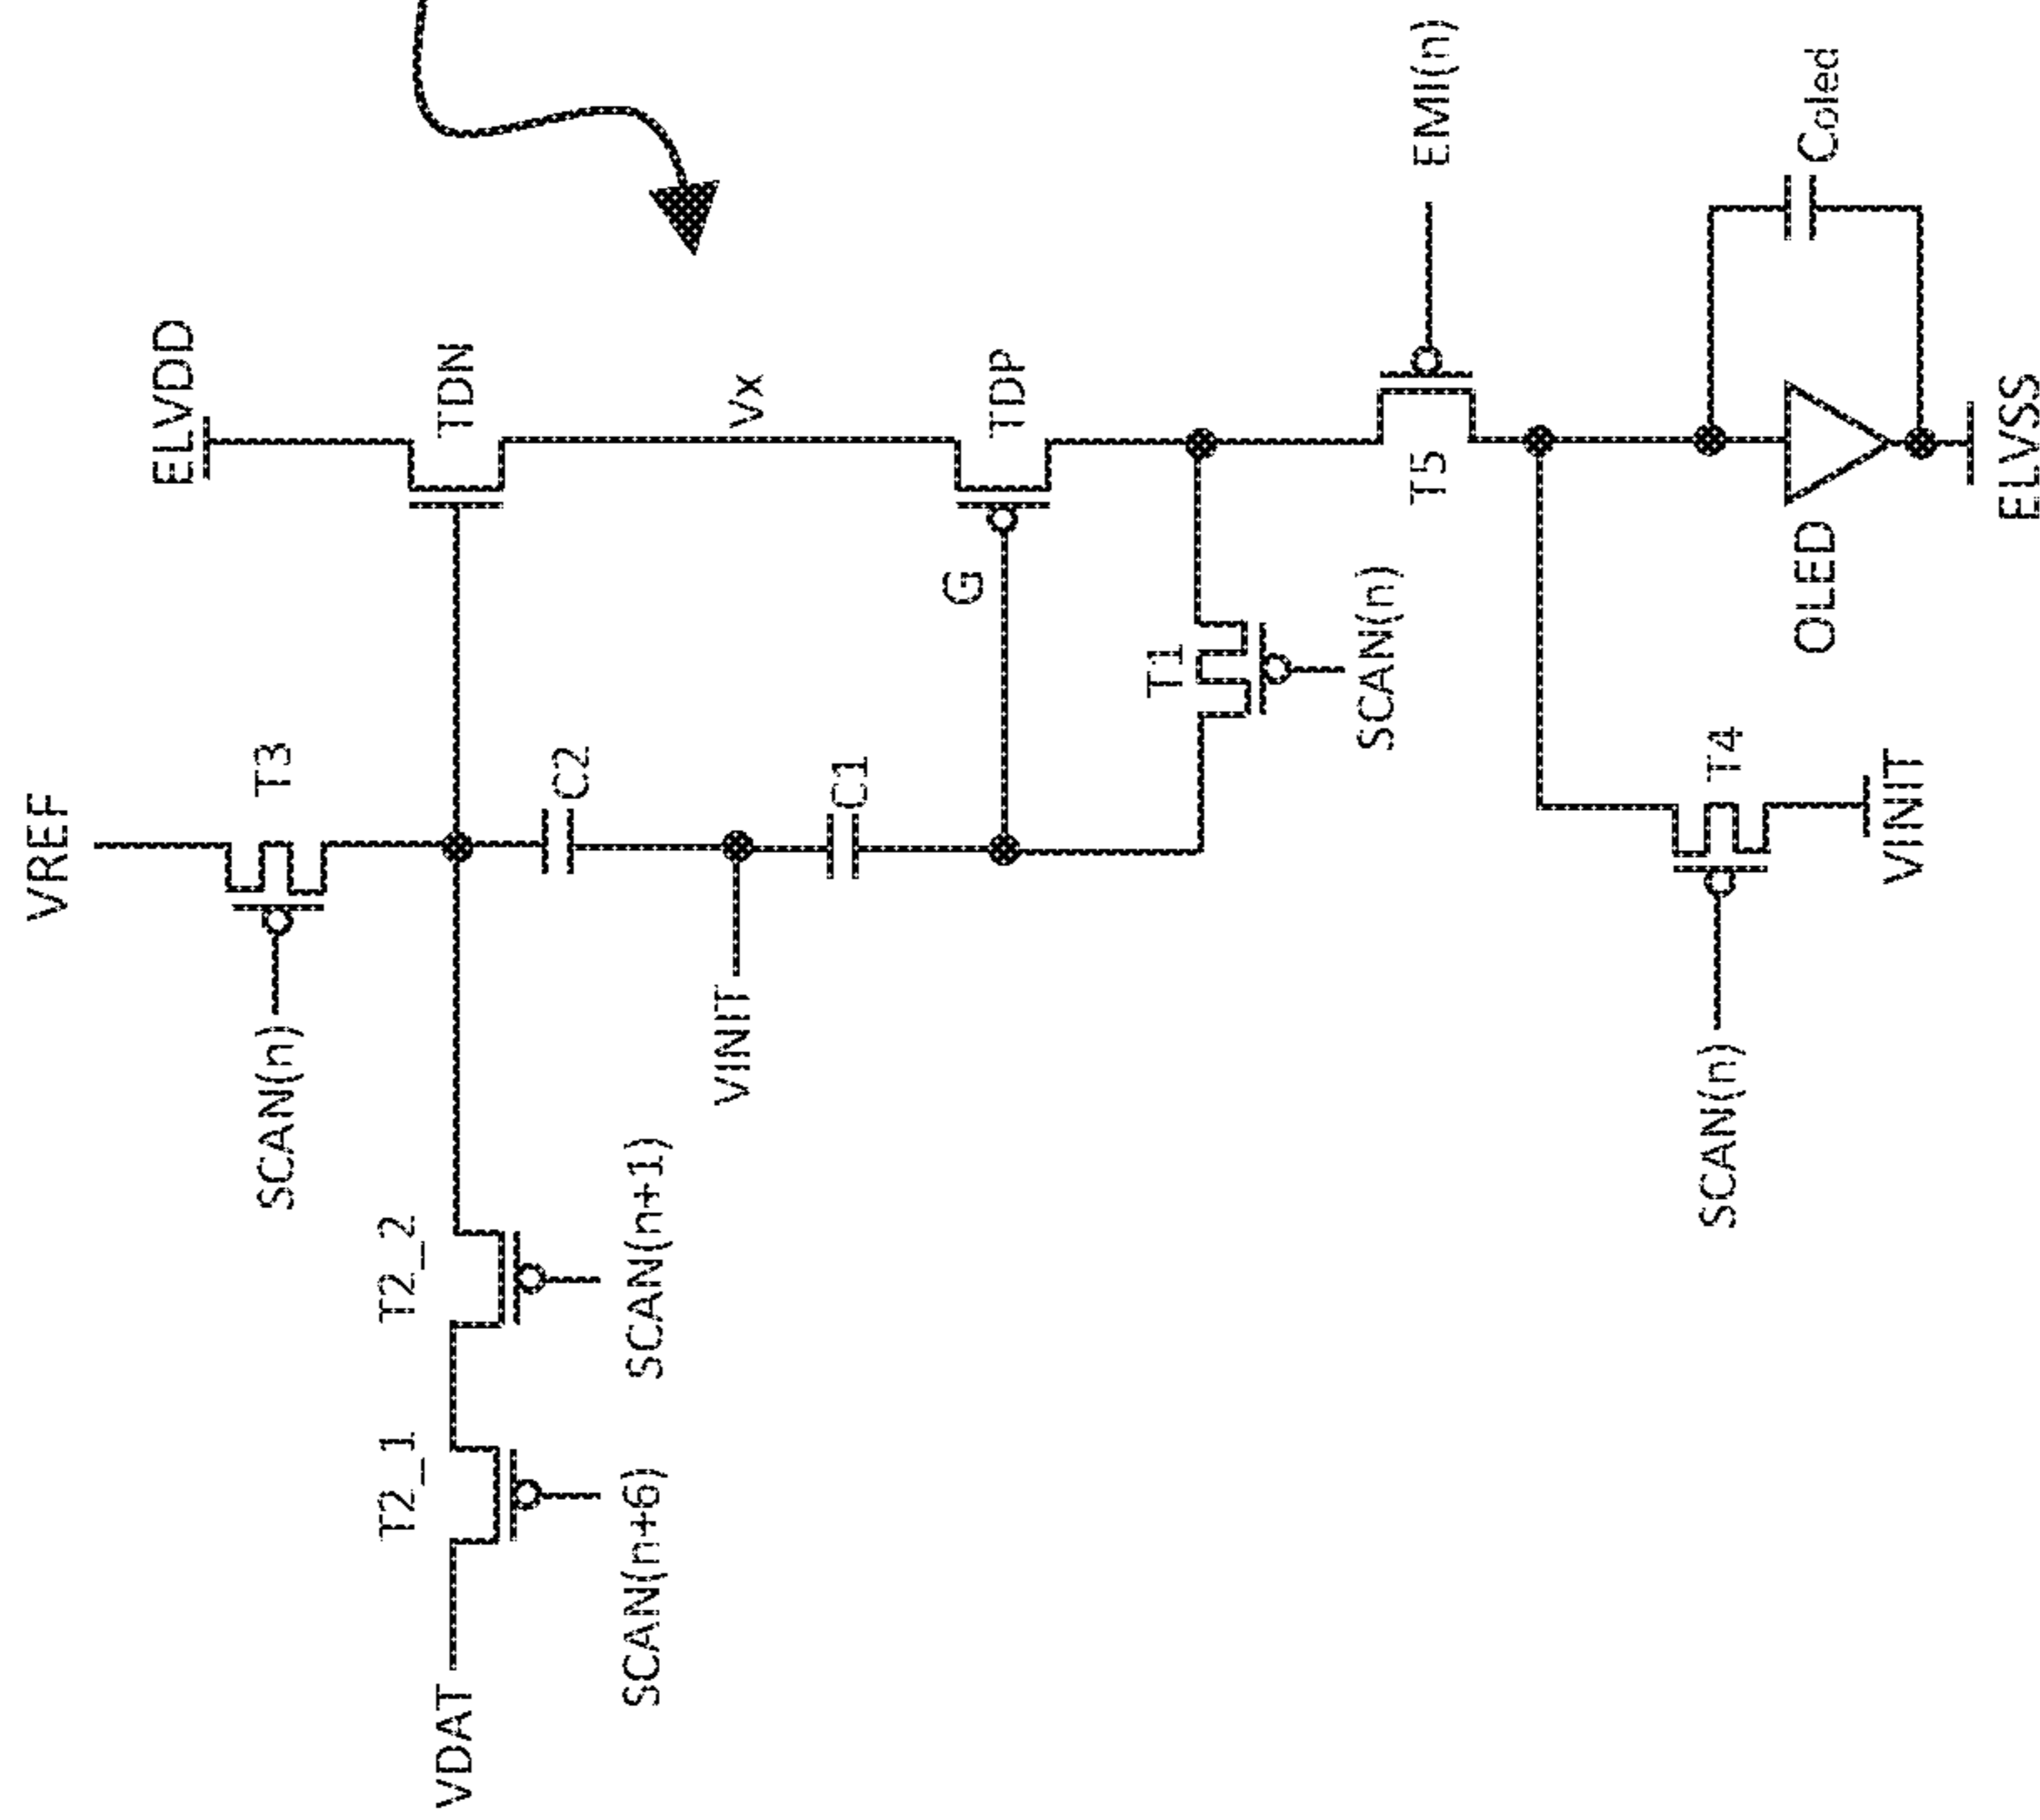 VREF
ELVDD
T3
SCAN(n)
TDN
T2_2
T2_1
VDAT
C2
SCAN(n+1)
SCAN(n+6)
Vx
VINIT
C1
G
TDP
T1
SCAN(n)
EMI(n)
T5
T4
SCAN(n)
Coled
OLED
VINIT
ELVSS